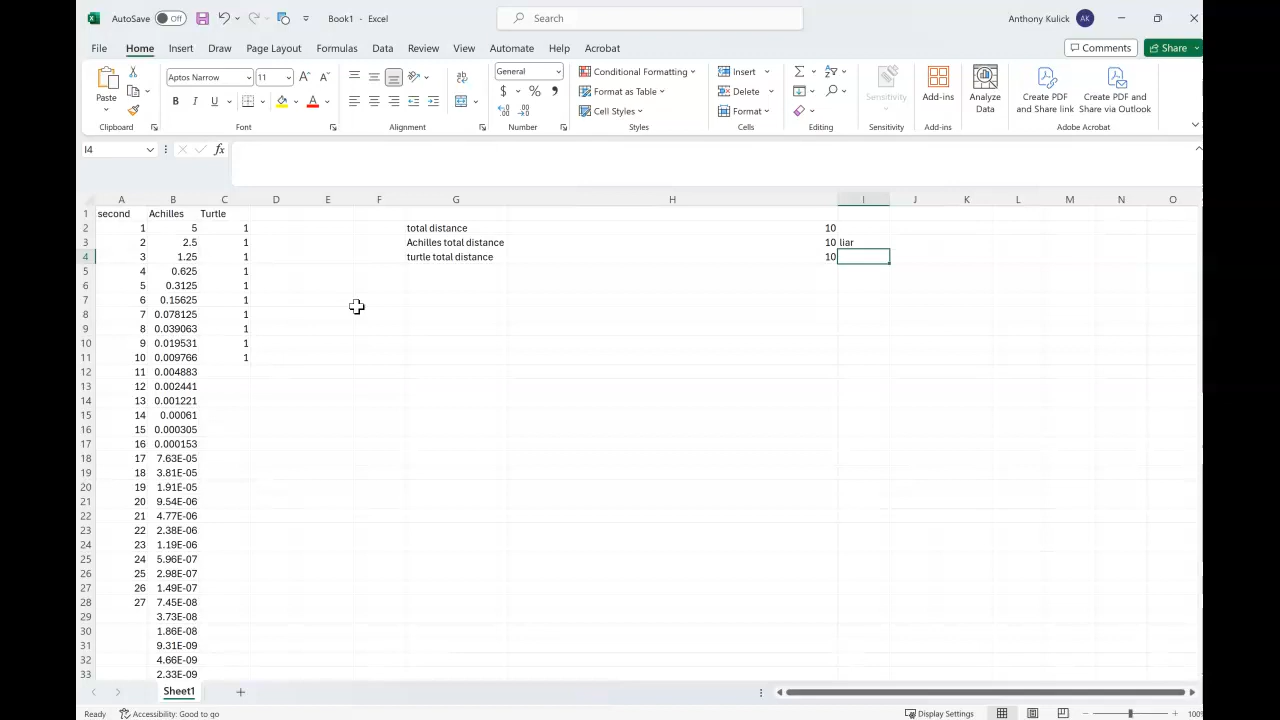 AutoSave Off Book1 - Excel Search Anthony Kulick AK
File Home Insert Draw Page Layout Formulas Data Review View Automate Help Acrobat Comments Share
Paste Aptos Narrow 11 A A General Conditional Formatting Insert Sensitivity Add-ins Analyze Data Create PDF and Share link Create PDF and Share via Outlook
B I U $ % Format as Table Delete
Cell Styles Format
Clipboard Font Alignment Number Styles Cells Editing Sensitivity Add-ins Adobe Acrobat
I4 fx
A B C D E F G H I J K L M N O
1 second Achilles Turtle
2 1 5 1 total distance 10
3 2 2.5 1 Achilles total distance 10 liar
4 3 1.25 1 turtle total distance 10
5 4 0.625 1
6 5 0.3125 1
7 6 0.15625 1
8 7 0.078125 1
9 8 0.039063 1
10 9 0.019531 1
11 10 0.009766 1
12 11 0.004883
13 12 0.002441
14 13 0.001221
15 14 0.00061
16 15 0.000305
17 16 0.000153
18 17 7.63E-05
19 18 3.81E-05
20 19 1.91E-05
21 20 9.54E-06
22 21 4.77E-06
23 22 2.38E-06
24 23 1.19E-06
25 24 5.96E-07
26 25 2.98E-07
27 26 1.49E-07
28 27 7.45E-08
29 3.73E-08
30 1.86E-08
31 9.31E-09
32 4.66E-09
33 2.33E-09
Sheet1
Ready Accessibility: Good to go Display Settings